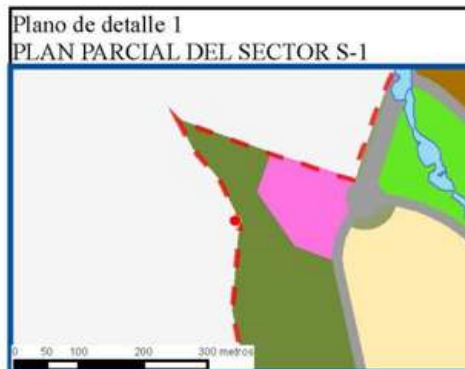 Plano de detalle 1
PLAN PARCIAL DEL SECTOR S-1
0 50 100 200 300 metros